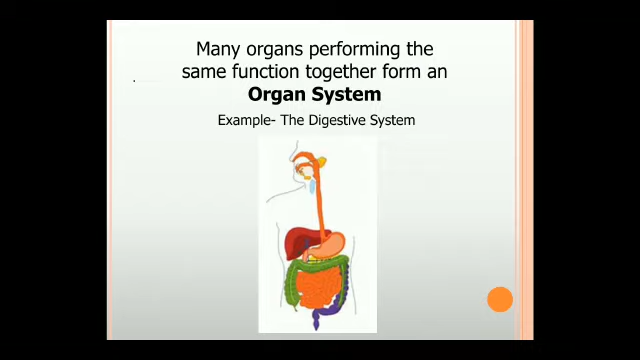 Many organs performing the
same function together form an
Organ System
Example- The Digestive System